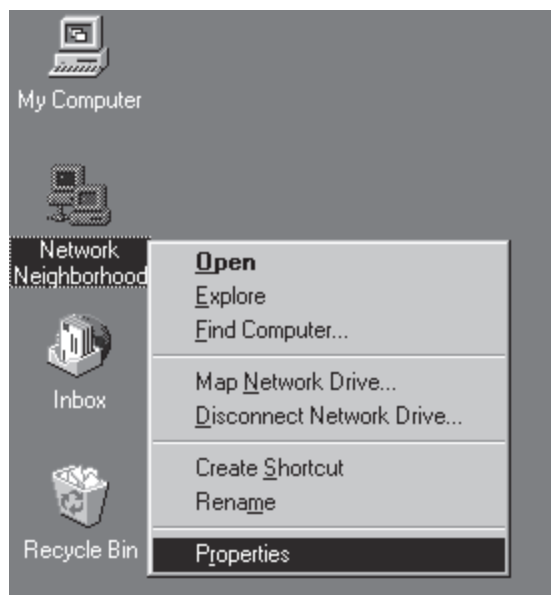 My Computer
Network
Neighborhood
Open
Explore
Find Computer...
Map Network Drive...
Disconnect Network Drive...
Create Shortcut
Rename
Properties
Inbox
Recycle Bin